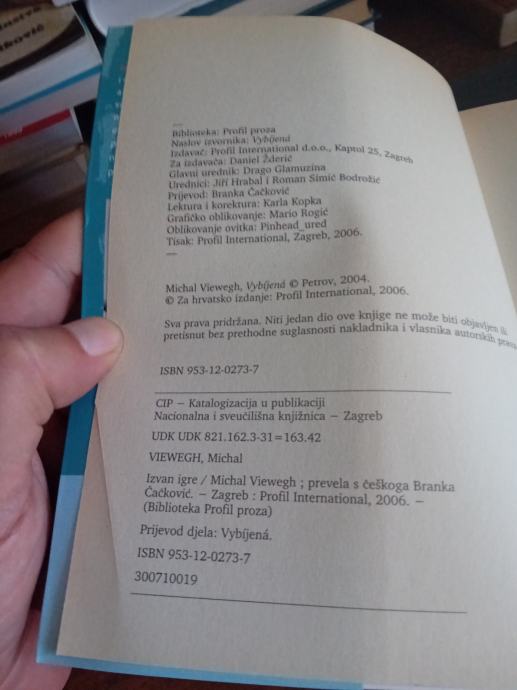 ković
Biblioteka: Profil proza
Naslov izvornika: Vybíjená
Izdavač: Profil International d.o.o., Kaptol 25, Zagreb
Za izdavača: Daniel Žderić
Glavni urednik: Drago Glamuzina
Urednici: Jiří Hrabal i Roman Simić Bodrožić
Prijevod: Branka Čačković
Lektura i korektura: Karla Kopka
Grafičko oblikovanje: Mario Rogić
Oblikovanje ovitka: Pinhead_ured
Tisak: Profil International, Zagreb, 2006.
Michal Viewegh, Vybíjená © Petrov, 2004.
© Za hrvatsko izdanje: Profil International, 2006.
Sva prava pridržana. Niti jedan dio ove knjige ne može biti objavljen ili
pretisnut bez prethodne suglasnosti nakladnika i vlasnika autorskih prava
ISBN 953-12-0273-7
CIP – Katalogizacija u publikaciji
Nacionalna i sveučilišna knjižnica – Zagreb
UDK UDK 821.162.3-31=163.42
VIEWEGH, Michal
Izvan igre / Michal Viewegh ; prevela s češkoga Branka
Čačković. – Zagreb : Profil International, 2006. –
(Biblioteka Profil proza)
Prijevod djela: Vybíjená.
ISBN 953-12-0273-7
300710019